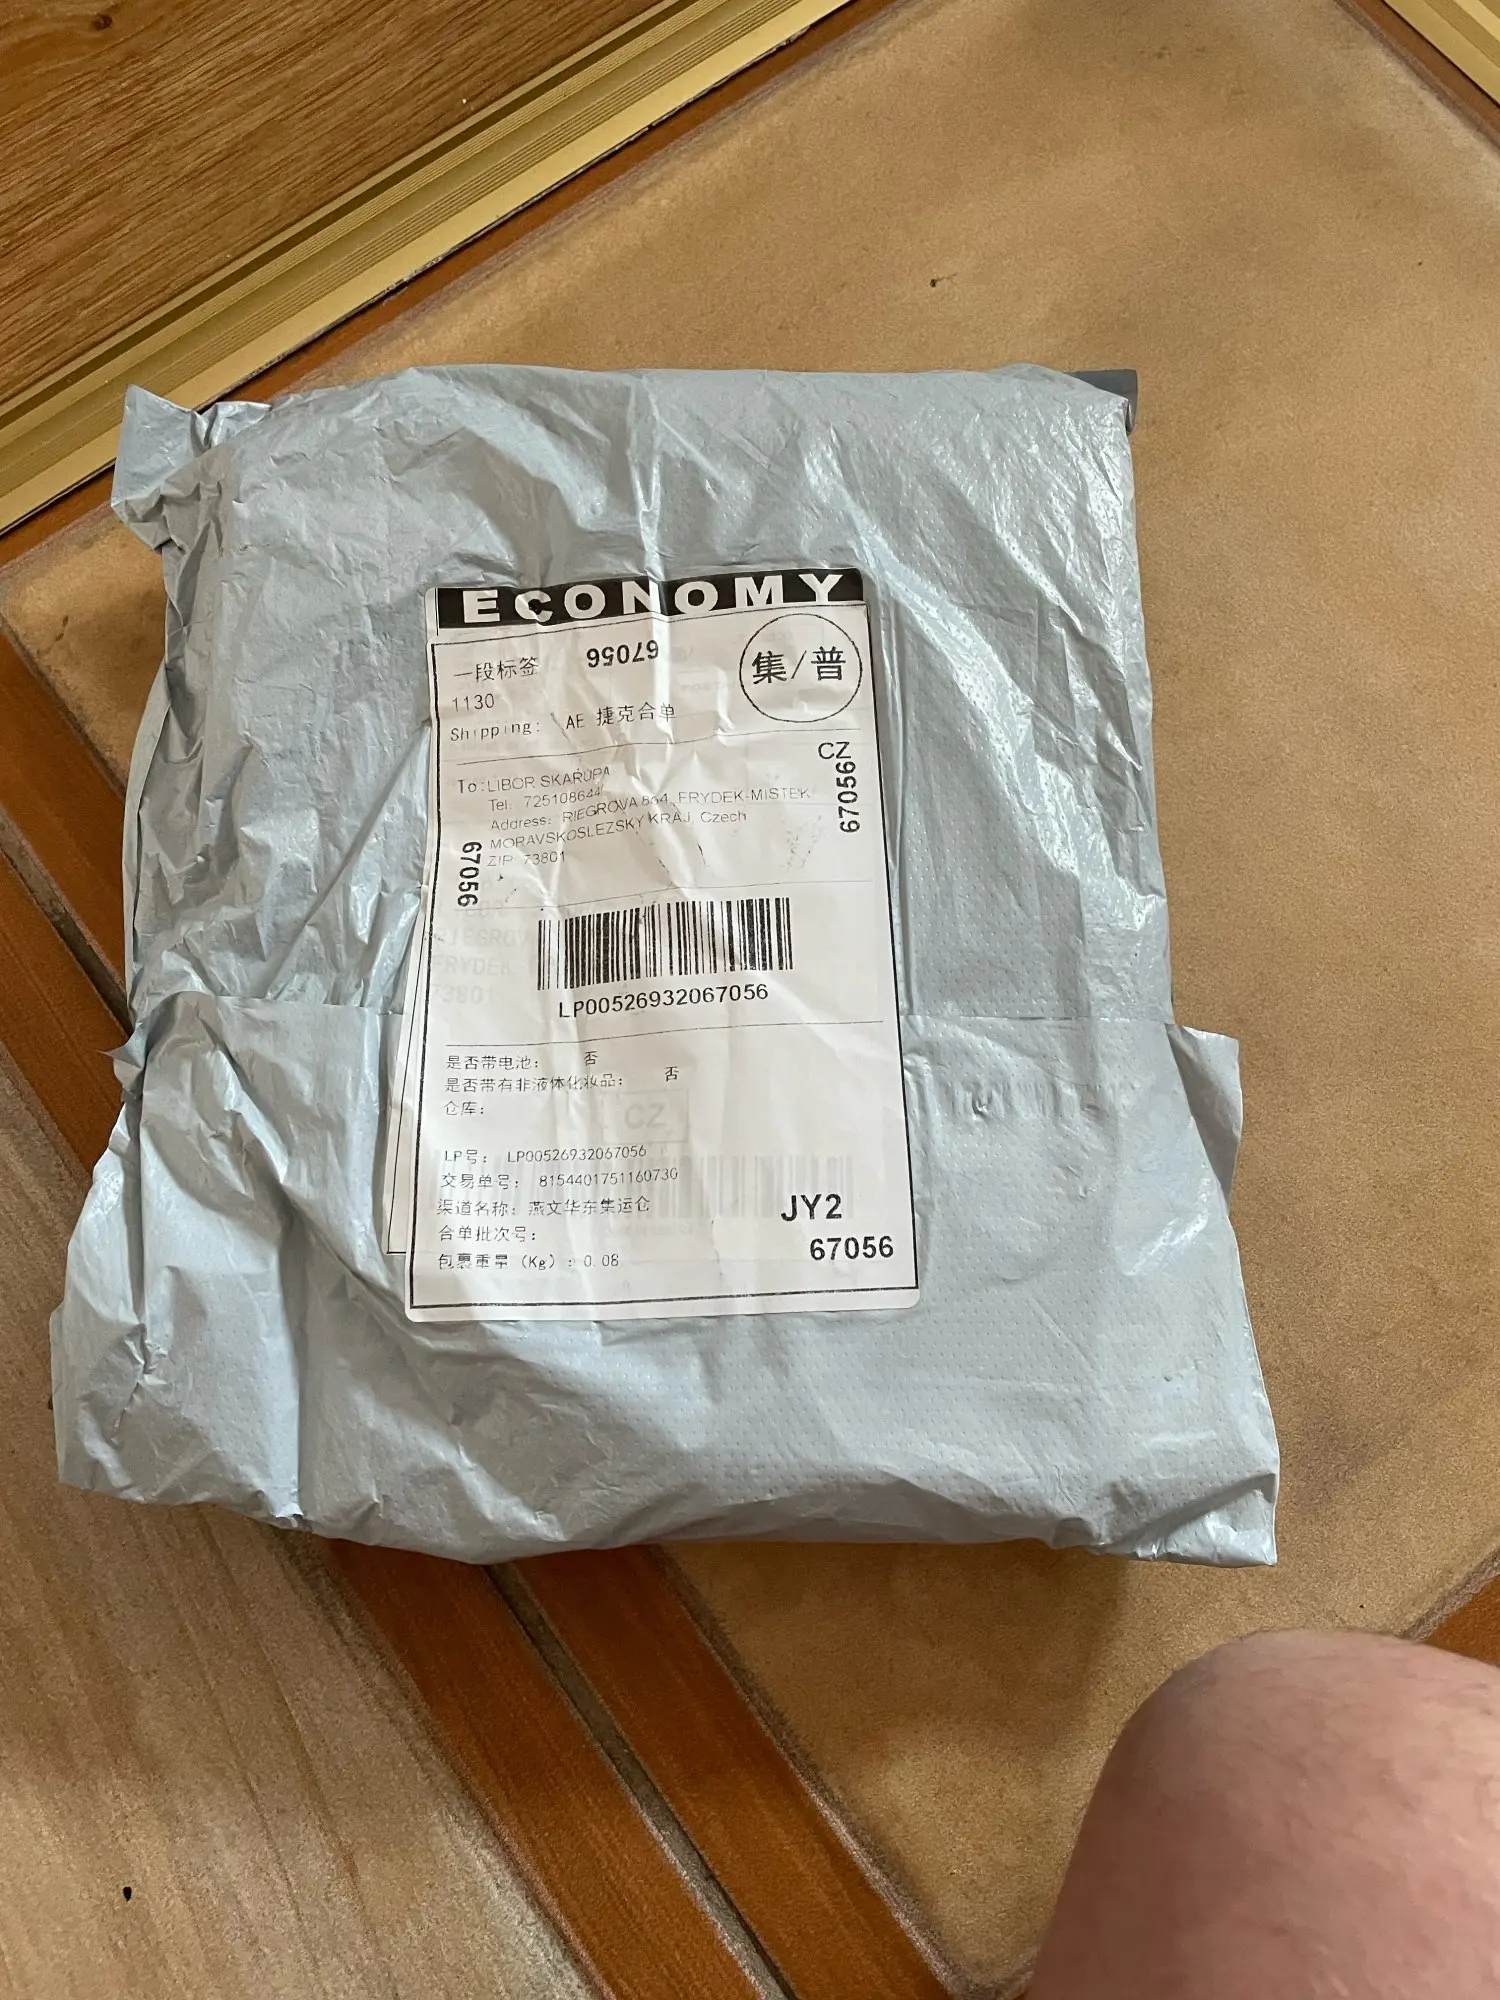 ECONOMY
一段标签
67056
集/普
1130
Shipping: AE 捷克合单
CZ
67056
To:LIBOR SKARUPA
Tel: 725108644
Address: RIEGROVA 864, FRYDEK-MISTEK
MORAVSKOSLEZSKY KRAJ, Czech
ZIP: 73801
67056
LP00526932067056
是否带电池: 否
是否带有非液体化妆品: 否
仓库:
CZ
LP号: LP00526932067056
交易单号: 8154401751160730
渠道名称: 燕文华东集运仓
JY2
合单批次号:
67056
包裹重量 (Kg) : 0.08